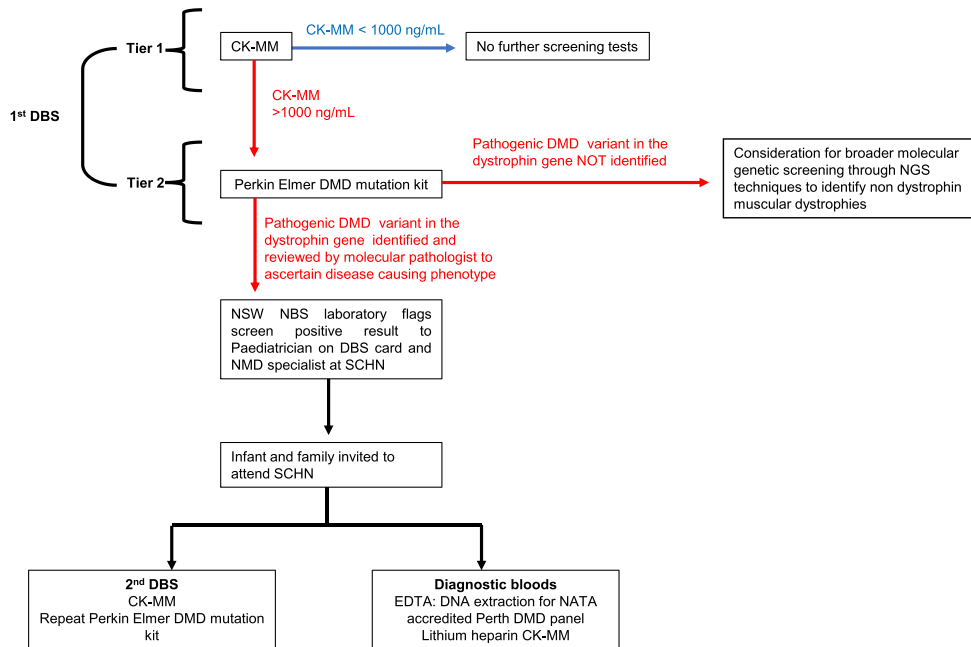 CK-MM < 1000 ng/mL
Tier 1
CK-MM
No further screening tests
CK-MM
>1000 ng/mL
1st DBS
Pathogenic DMD variant in the
dystrophin gene NOT identified
Tier 2
Perkin Elmer DMD mutation kit
Consideration for broader molecular
genetic screening through NGS
techniques to identify non dystrophin
muscular dystrophies
Pathogenic DMD variant in the
dystrophin gene identified and
reviewed by molecular pathologist to
ascertain disease causing phenotype
NSW NBS laboratory flags
screen positive result to
Paediatrician on DBS card and
NMD specialist at SCHN
Infant and family invited to
attend SCHN
2nd DBS
CK-MM
Repeat Perkin Elmer DMD mutation
kit
Diagnostic bloods
EDTA: DNA extraction for NATA
accredited Perth DMD panel
Lithium heparin CK-MM